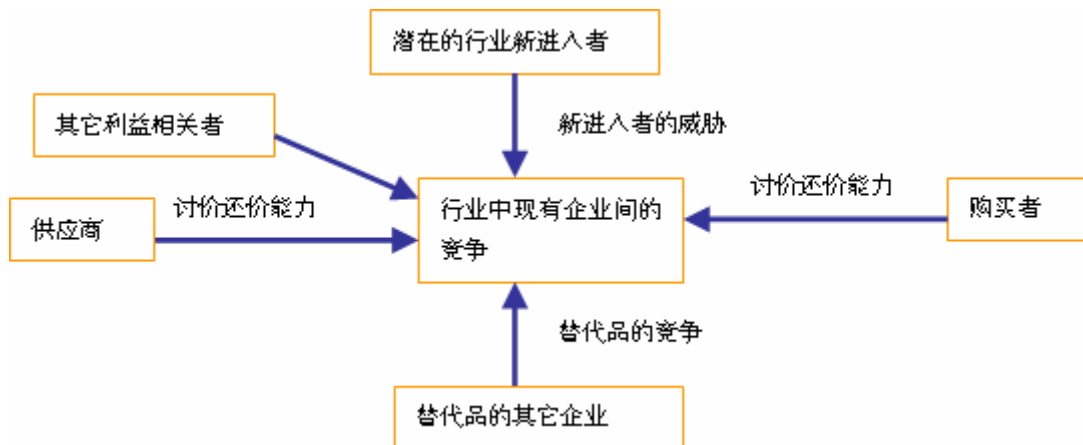 潜在的行业新进入者
新进入者的威胁
其它利益相关者
讨价还价能力
讨价还价能力
供应商
行业中现有企业间的
竞争
购买者
替代品的竞争
替代品的其它企业